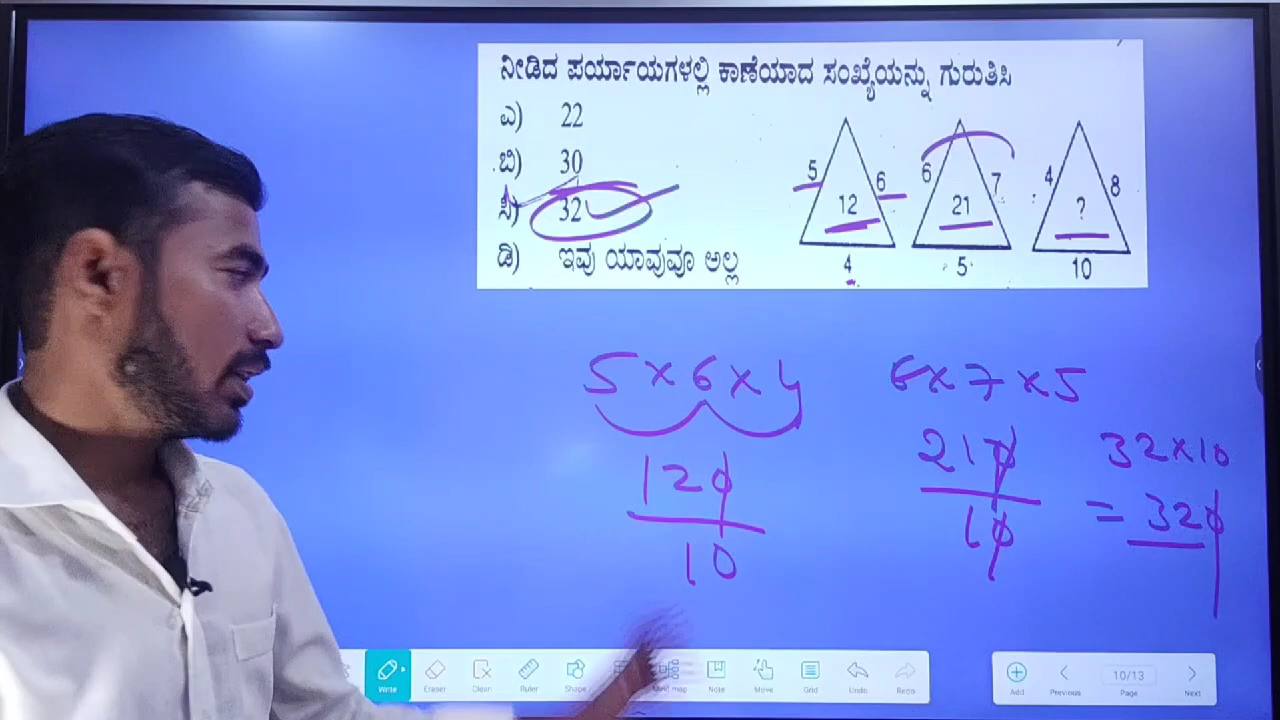 ನೀಡಿದ ಪರ್ಯಾಯಗಳಲ್ಲಿ ಕಾಣೆಯಾದ ಸಂಖ್ಯೆಯನ್ನು ಗುರುತಿಸಿ
ಎ) 22
ಬಿ) 30
ಸಿ) 32
ಡಿ) ಇವು ಯಾವುವೂ ಅಲ್ಲ
5 6 12 4
6 7 21 5
4 8 ? 10
5 × 6 × 4
120
10
6 × 7 × 5
210
10
32 × 10
= 320
Write Eraser Clean Ruler Shape Mind map Note Move Grid Undo Redo
Add Previous 10/13 Page Next